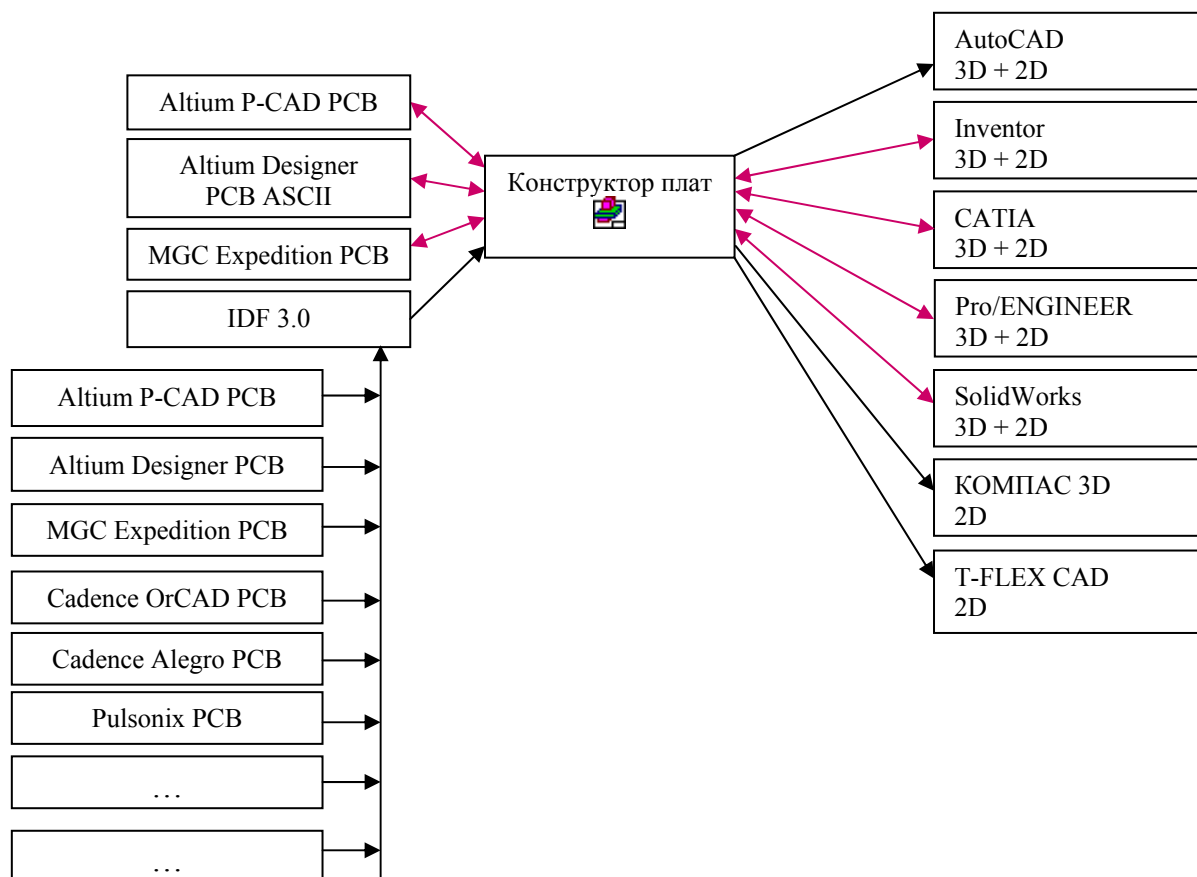 Altium P-CAD PCB
Altium Designer
PCB ASCII
MGC Expedition PCB
IDF 3.0
Altium P-CAD PCB
Altium Designer PCB
MGC Expedition PCB
Cadence OrCAD PCB
Cadence Alegro PCB
Pulsonix PCB
…
…
Конструктор плат
AutoCAD
3D + 2D
Inventor
3D + 2D
CATIA
3D + 2D
Pro/ENGINEER
3D + 2D
SolidWorks
3D + 2D
КОМПАС 3D
2D
T-FLEX CAD
2D